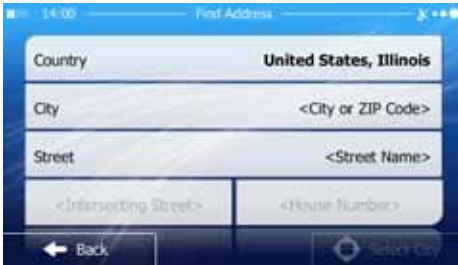 14:00 Find Address
Country United States, Illinois
City <City or ZIP Code>
Street <Street Name>
<Intersecting Street> <House Number>
Back Select City